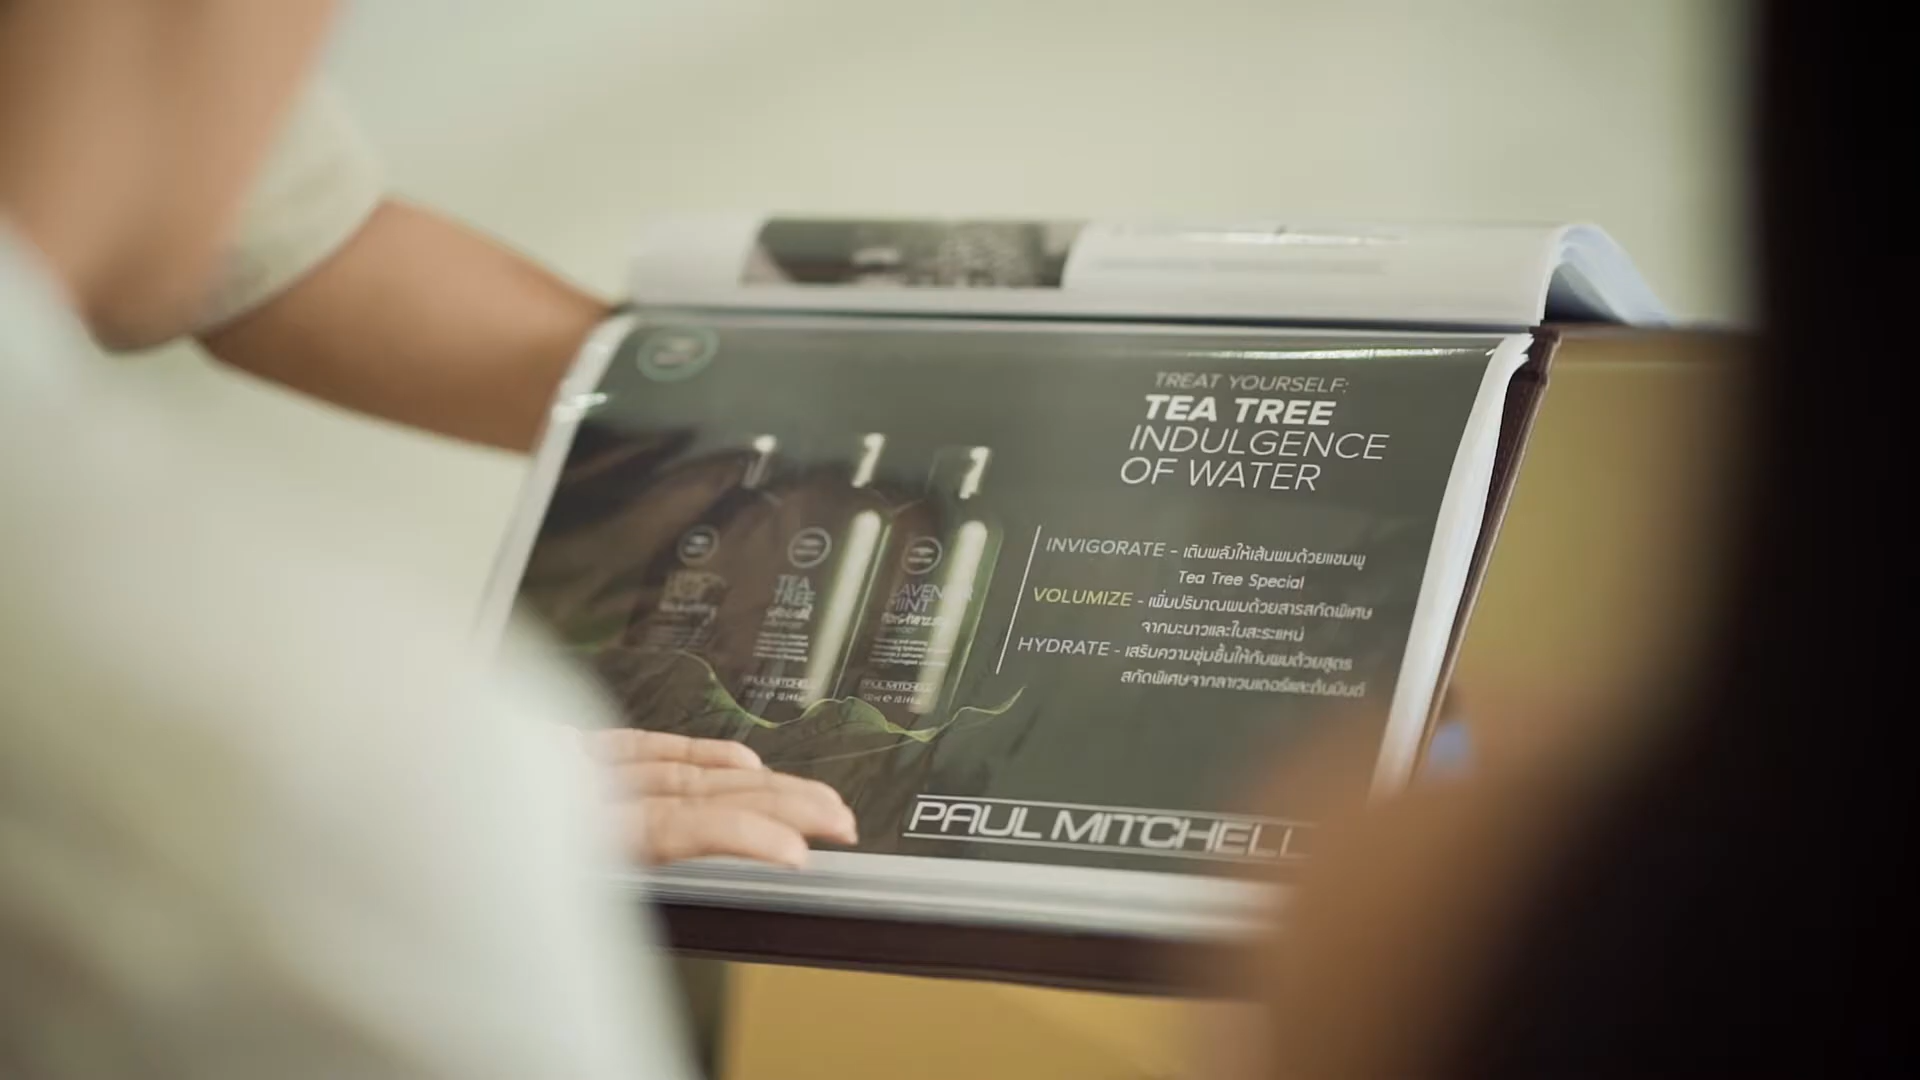 TREAT YOURSELF:
TEA TREE
INDULGENCE
OF WATER
INVIGORATE - เติมพลังให้เส้นผมด้วยแชมพู
Tea Tree Special
VOLUMIZE - เพิ่มปริมาณผมด้วยสารสกัดพิเศษ
จากมะนาวและใบสะระแหน่
HYDRATE - เสริมความชุ่มชื้นให้กับผมด้วยสูตร
สกัดพิเศษจากลาเวนเดอร์และต้นมินต์
TEA
TREE
PAUL MITCHELL
LAVENDER
MINT
PAUL MITCHELL
PAUL MITCHELL